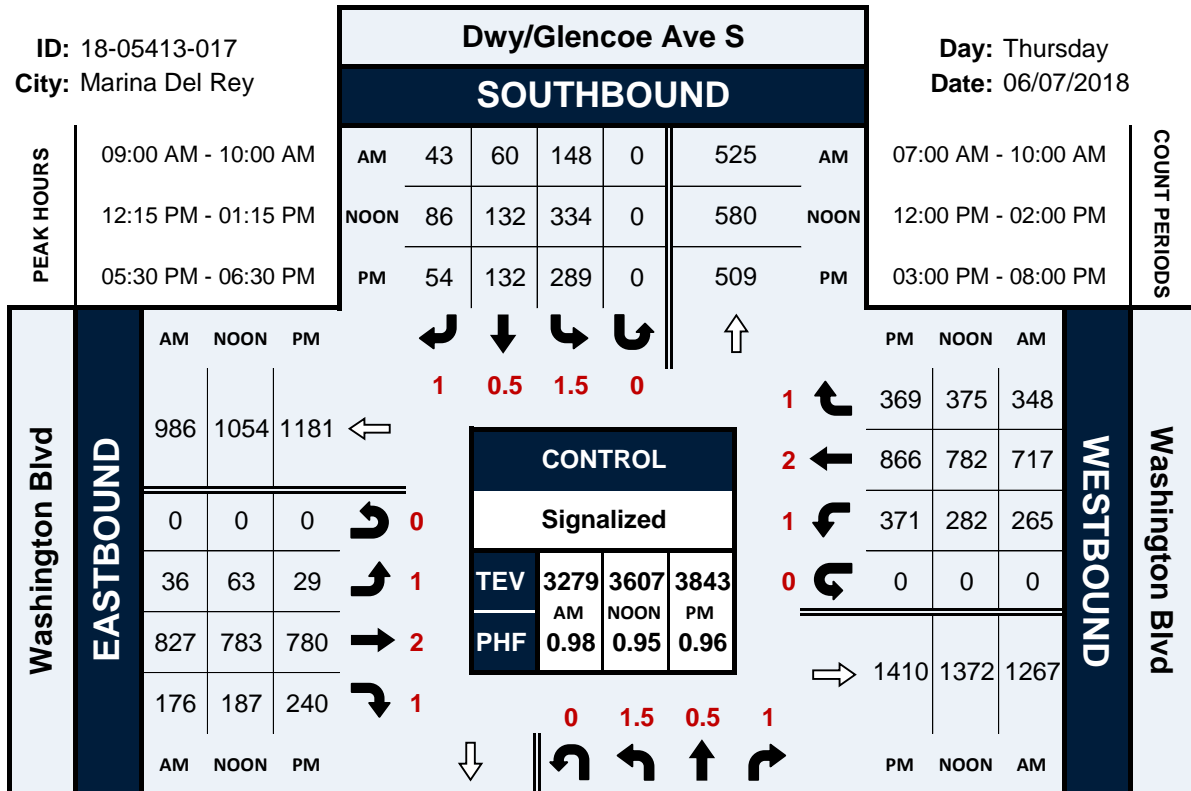 Dwy/Glencoe Ave S
ID: 18-05413-017
City: Marina Del Rey
Day: Thursday
Date: 06/07/2018
SOUTHBOUND
PEAK HOURS
09:00 AM - 10:00 AM
12:15 PM - 01:15 PM
05:30 PM - 06:30 PM
AM 43 60 148 0 525 AM
NOON 86 132 334 0 580 NOON
PM 54 132 289 0 509 PM
07:00 AM - 10:00 AM
12:00 PM - 02:00 PM
03:00 PM - 08:00 PM
COUNT PERIODS
1 0.5 1.5 0
Washington Blvd
EASTBOUND
AM NOON PM
986 1054 1181
0 0 0 0
36 63 29 1
827 783 780 2
176 187 240 1
AM NOON PM
CONTROL
Signalized
TEV 3279 3607 3843
AM NOON PM
PHF 0.98 0.95 0.96
PM NOON AM
1 369 375 348
2 866 782 717
1 371 282 265
0 0 0 0
1410 1372 1267
PM NOON AM
WESTBOUND
Washington Blvd
0 1.5 0.5 1